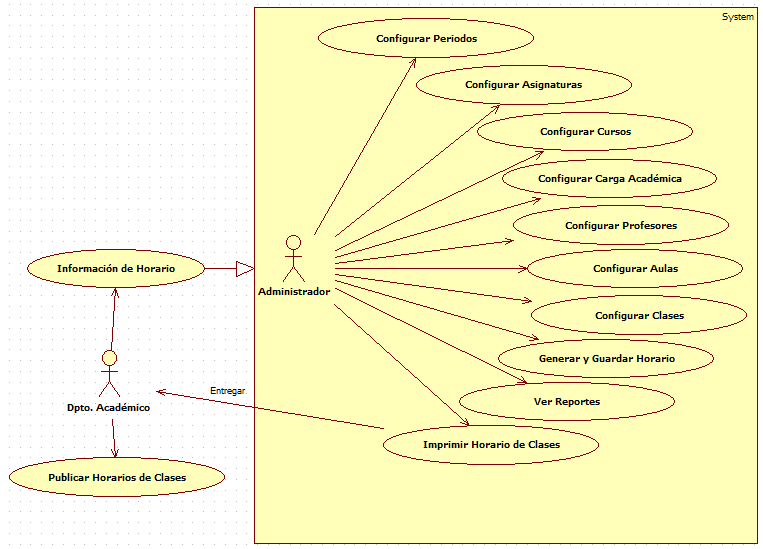 System
Configurar Periodos
Configurar Asignaturas
Configurar Cursos
Configurar Carga Académica
Configurar Profesores
Información de Horario
Configurar Aulas
Administrador
Configurar Clases
Generar y Guardar Horario
Entregar
Ver Reportes
Dpto. Académico
Imprimir Horario de Clases
Publicar Horarios de Clases